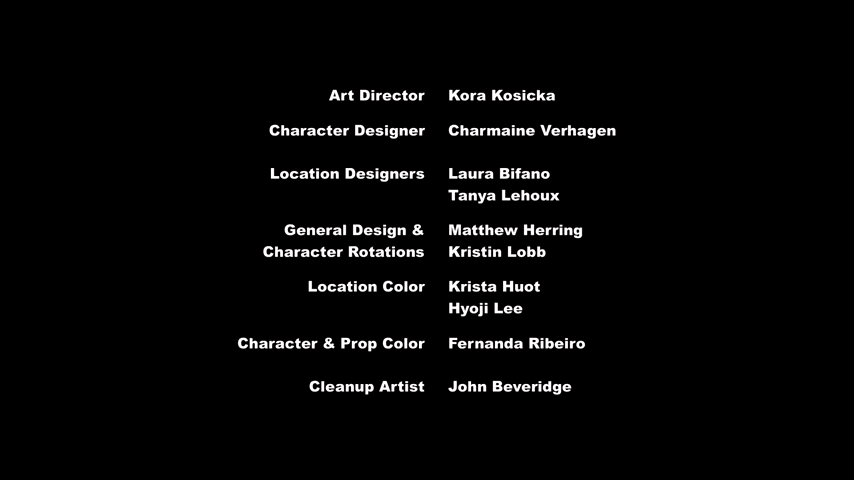 Art Director Kora Kosicka
Character Designer Charmaine Verhagen
Location Designers Laura Bifano
Tanya Lehoux
General Design & Matthew Herring
Character Rotations Kristin Lobb
Location Color Krista Huot
Hyoji Lee
Character & Prop Color Fernanda Ribeiro
Cleanup Artist John Beveridge